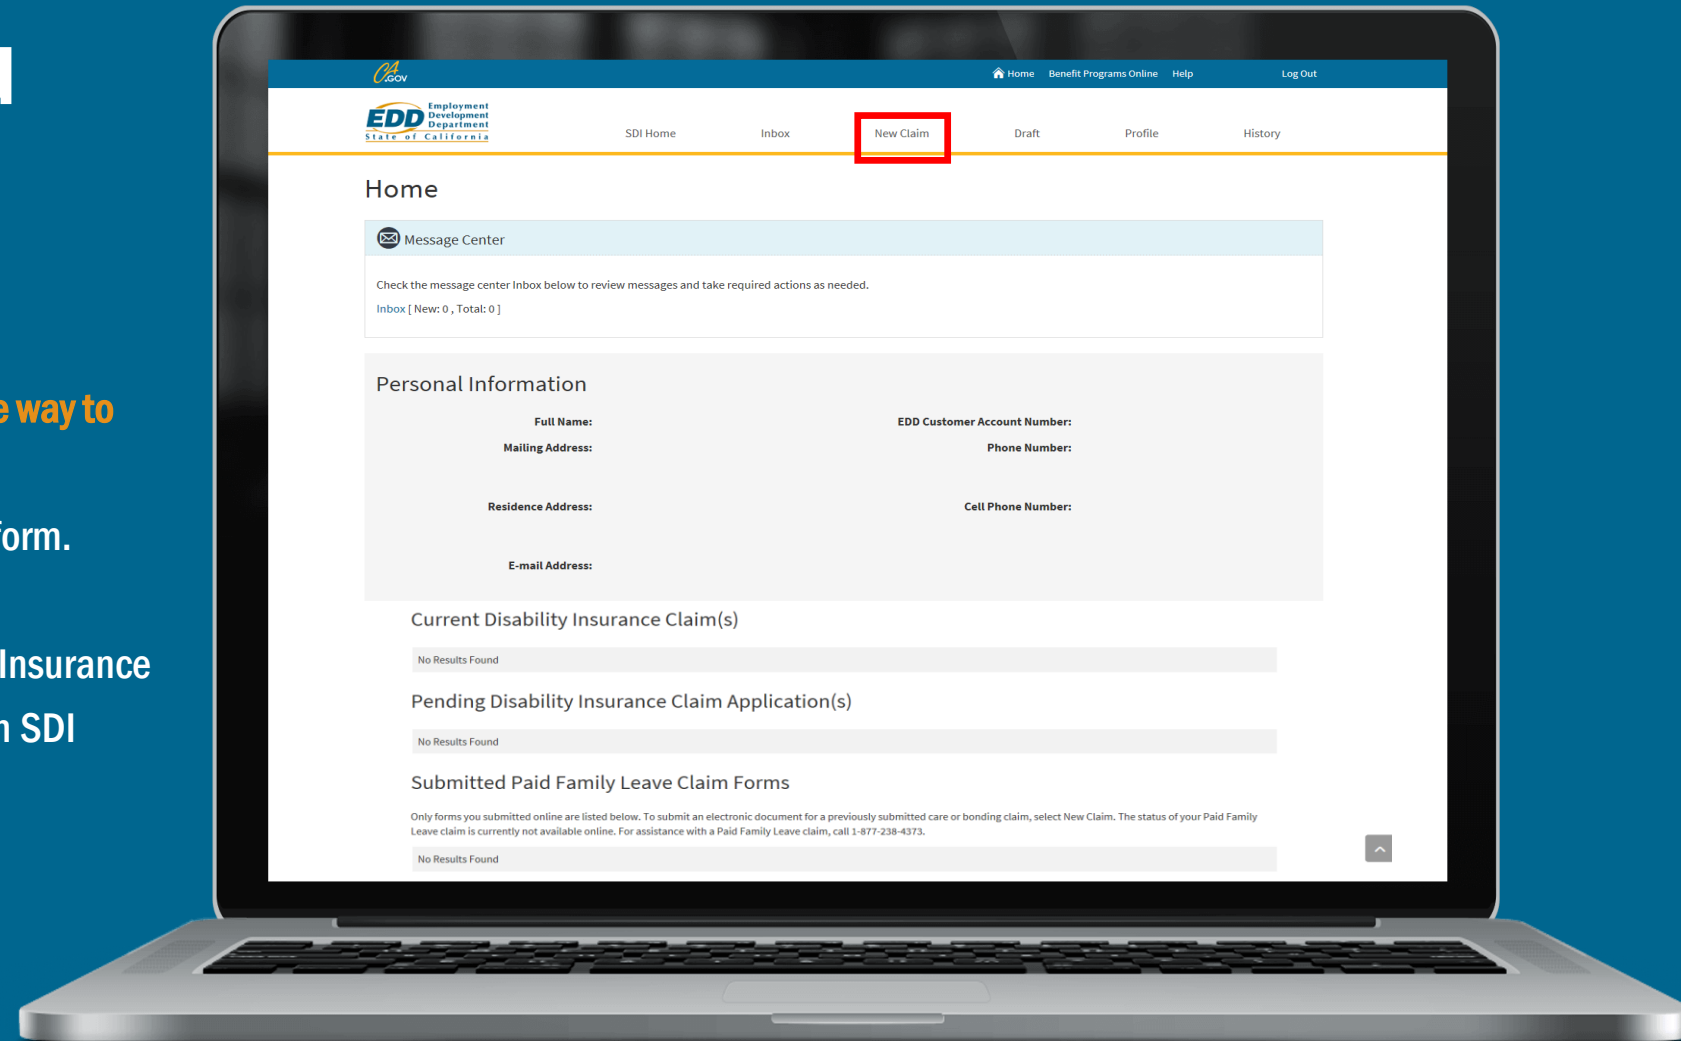 e way to
form.
Insurance
n SDI
CA.GOV
Home Benefit Programs Online Help Log Out
EDD Employment
Development
Department
State of California
SDI Home Inbox New Claim Draft Profile History
Home
Message Center
Check the message center Inbox below to review messages and take required actions as needed.
Inbox [ New: 0 , Total: 0 ]
Personal Information
Full Name: EDD Customer Account Number:
Mailing Address: Phone Number:
Residence Address: Cell Phone Number:
E-mail Address:
Current Disability Insurance Claim(s)
No Results Found
Pending Disability Insurance Claim Application(s)
No Results Found
Submitted Paid Family Leave Claim Forms
Only forms you submitted online are listed below. To submit an electronic document for a previously submitted care or bonding claim, select New Claim. The status of your Paid Family
Leave claim is currently not available online. For assistance with a Paid Family Leave claim, call 1-877-238-4373.
No Results Found